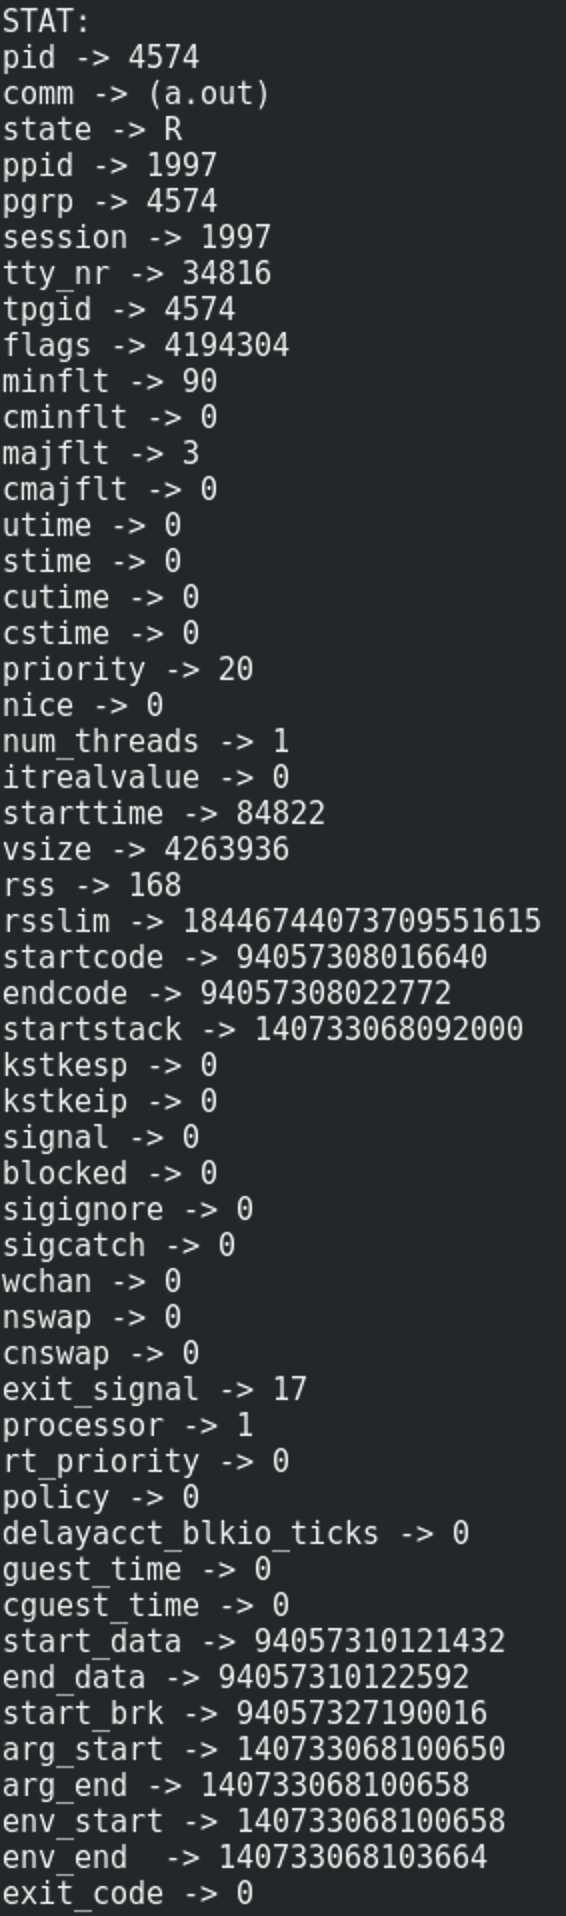 STAT:
pid -> 4574
comm -> (a.out)
state -> R
ppid -> 1997
pgrp -> 4574
session -> 1997
tty_nr -> 34816
tpgid -> 4574
flags -> 4194304
minflt -> 90
cminflt -> 0
majflt -> 3
cmajflt -> 0
utime -> 0
stime -> 0
cutime -> 0
cstime -> 0
priority -> 20
nice -> 0
num_threads -> 1
itrealvalue -> 0
starttime -> 84822
vsize -> 4263936
rss -> 168
rsslim -> 18446744073709551615
startcode -> 94057308016640
endcode -> 94057308022772
startstack -> 140733068092000
kstkesp -> 0
kstkeip -> 0
signal -> 0
blocked -> 0
sigignore -> 0
sigcatch -> 0
wchan -> 0
nswap -> 0
cnswap -> 0
exit_signal -> 17
processor -> 1
rt_priority -> 0
policy -> 0
delayacct_blkio_ticks -> 0
guest_time -> 0
cguest_time -> 0
start_data -> 94057310121432
end_data -> 94057310122592
start_brk -> 94057327190016
arg_start -> 140733068100650
arg_end -> 140733068100658
env_start -> 140733068100658
env_end  -> 140733068103664
exit_code -> 0